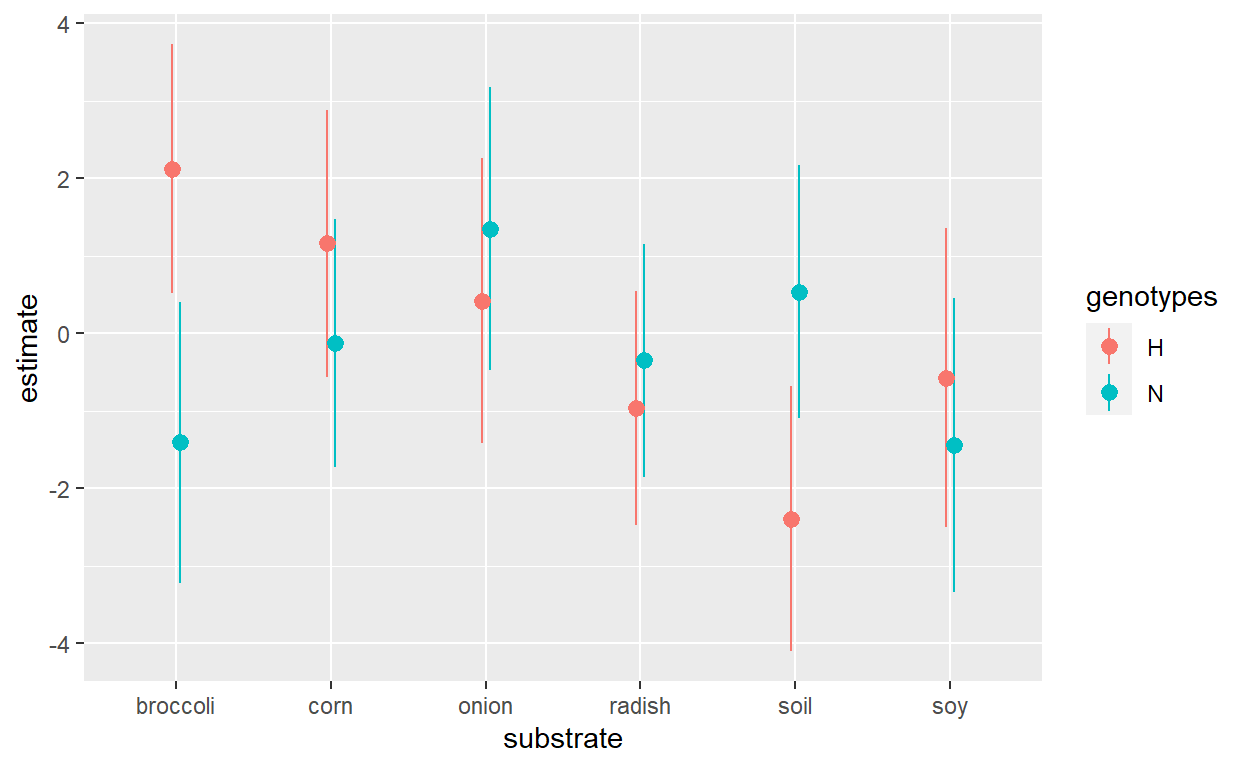 4
2
0
-2
-4
estimate
broccoli corn onion radish soil soy
substrate
genotypes
H
N